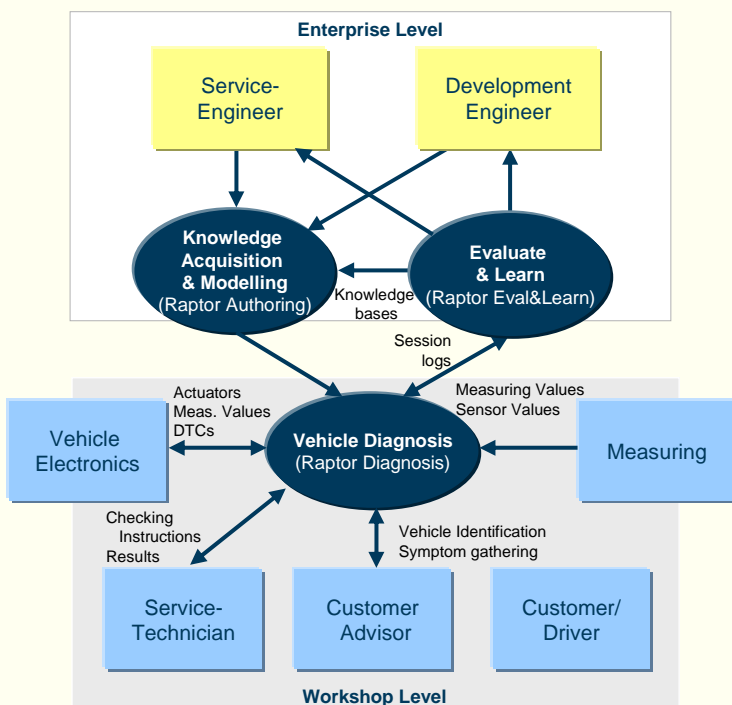 Enterprise Level
Service-
Engineer
Development
Engineer
Knowledge
Acquisition
& Modelling
(Raptor Authoring)
Evaluate
& Learn
(Raptor Eval&Learn)
Knowledge
bases
Session
logs
Actuators
Meas. Values
DTCs
Measuring Values
Sensor Values
Vehicle
Electronics
Vehicle Diagnosis
(Raptor Diagnosis)
Measuring
Checking
Instructions
Results
Vehicle Identification
Symptom gathering
Service-
Technician
Customer
Advisor
Customer/
Driver
Workshop Level